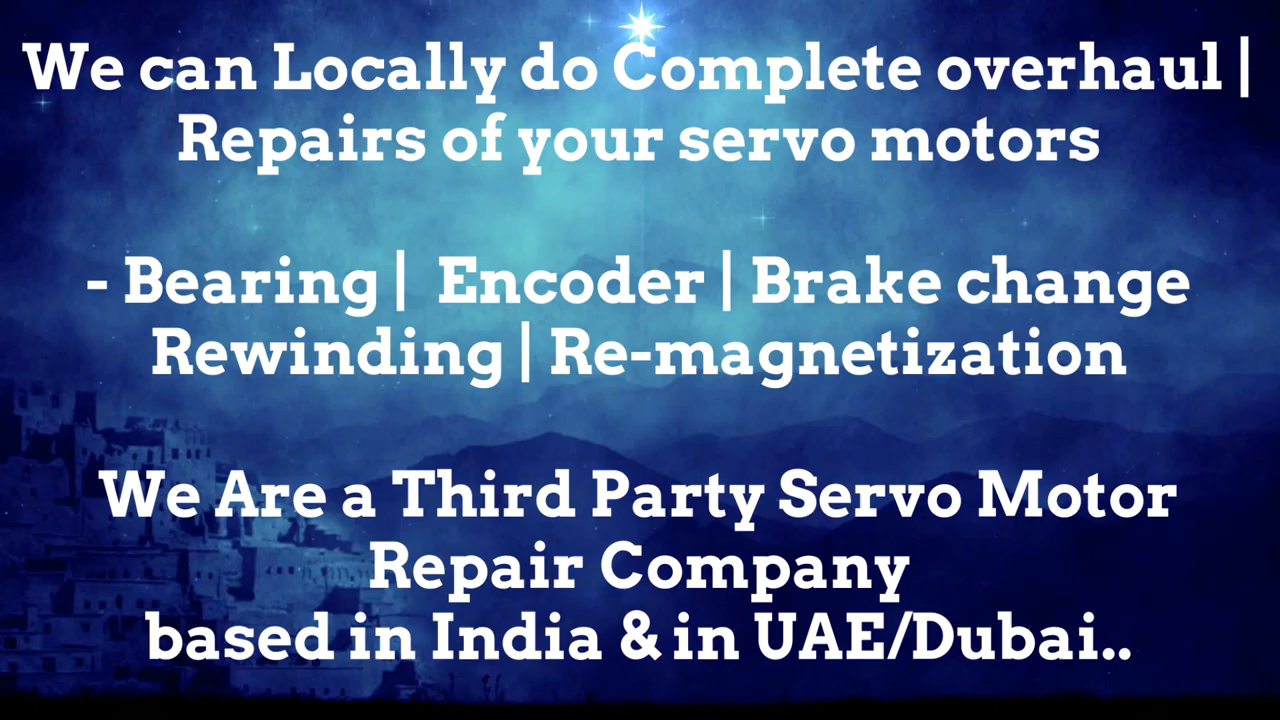 We can Locally do Complete overhaul |
Repairs of your servo motors
- Bearing | Encoder | Brake change
Rewinding | Re-magnetization
We Are a Third Party Servo Motor
Repair Company
based in India & in UAE/Dubai..